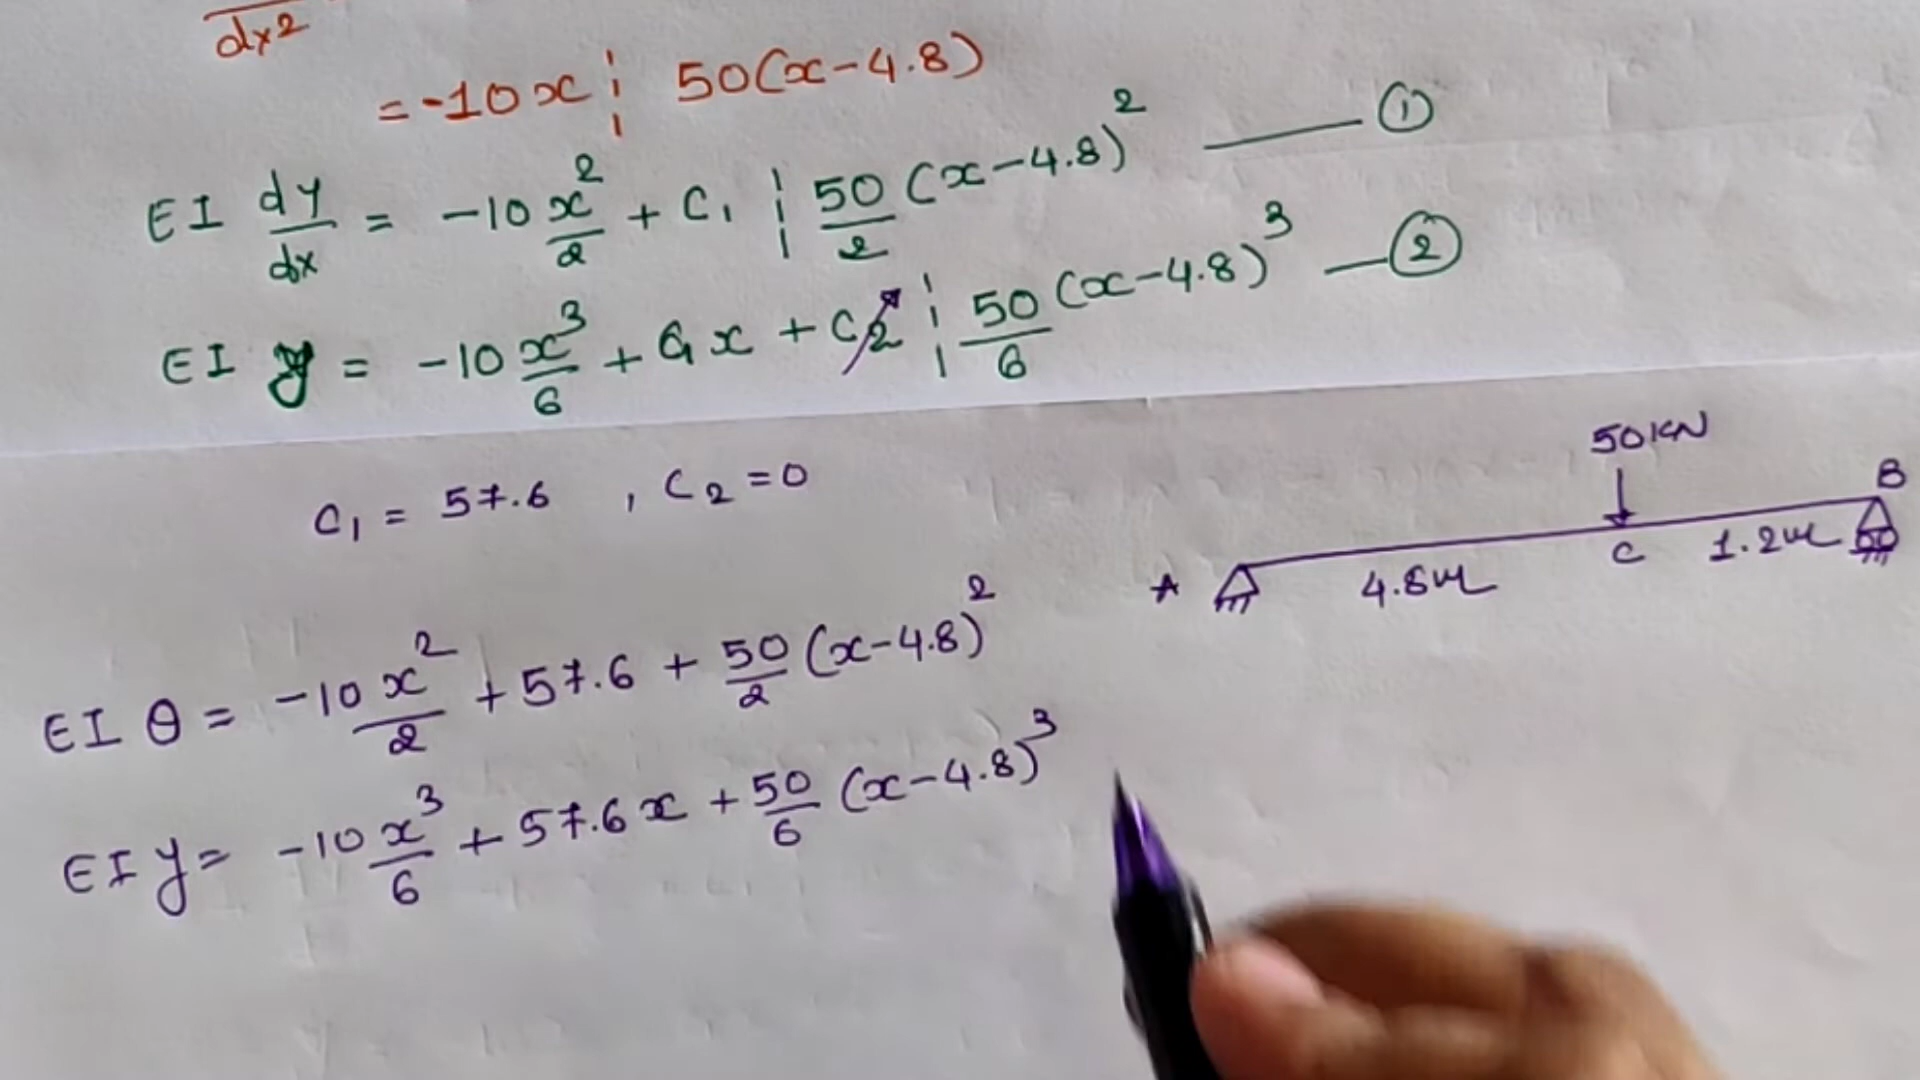 dx²
= -10x ¦ 50(x-4.8)
EI dy/dx = -10 x²/2 + C₁ ¦ 50/2 (x-4.8)² —— ①
EI y = -10 x³/6 + C₁x + C₂ ¦ 50/6 (x-4.8)³ — ②
C₁ = 57.6 , C₂ = 0
50KN
A 4.8m C 1.2m B
EI θ = -10 x²/2 + 57.6 + 50/2 (x-4.8)²
EI y = -10 x³/6 + 57.6x + 50/6 (x-4.8)³